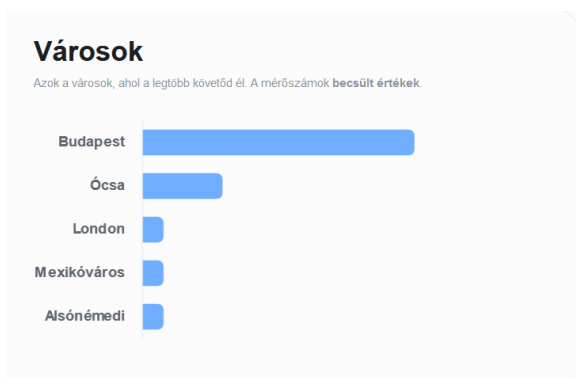 Városok
Azok a városok, ahol a legtöbb követőd él. A mérőszámok becsült értékek.
Budapest
Ócsa
London
Mexikóváros
Alsónémedi